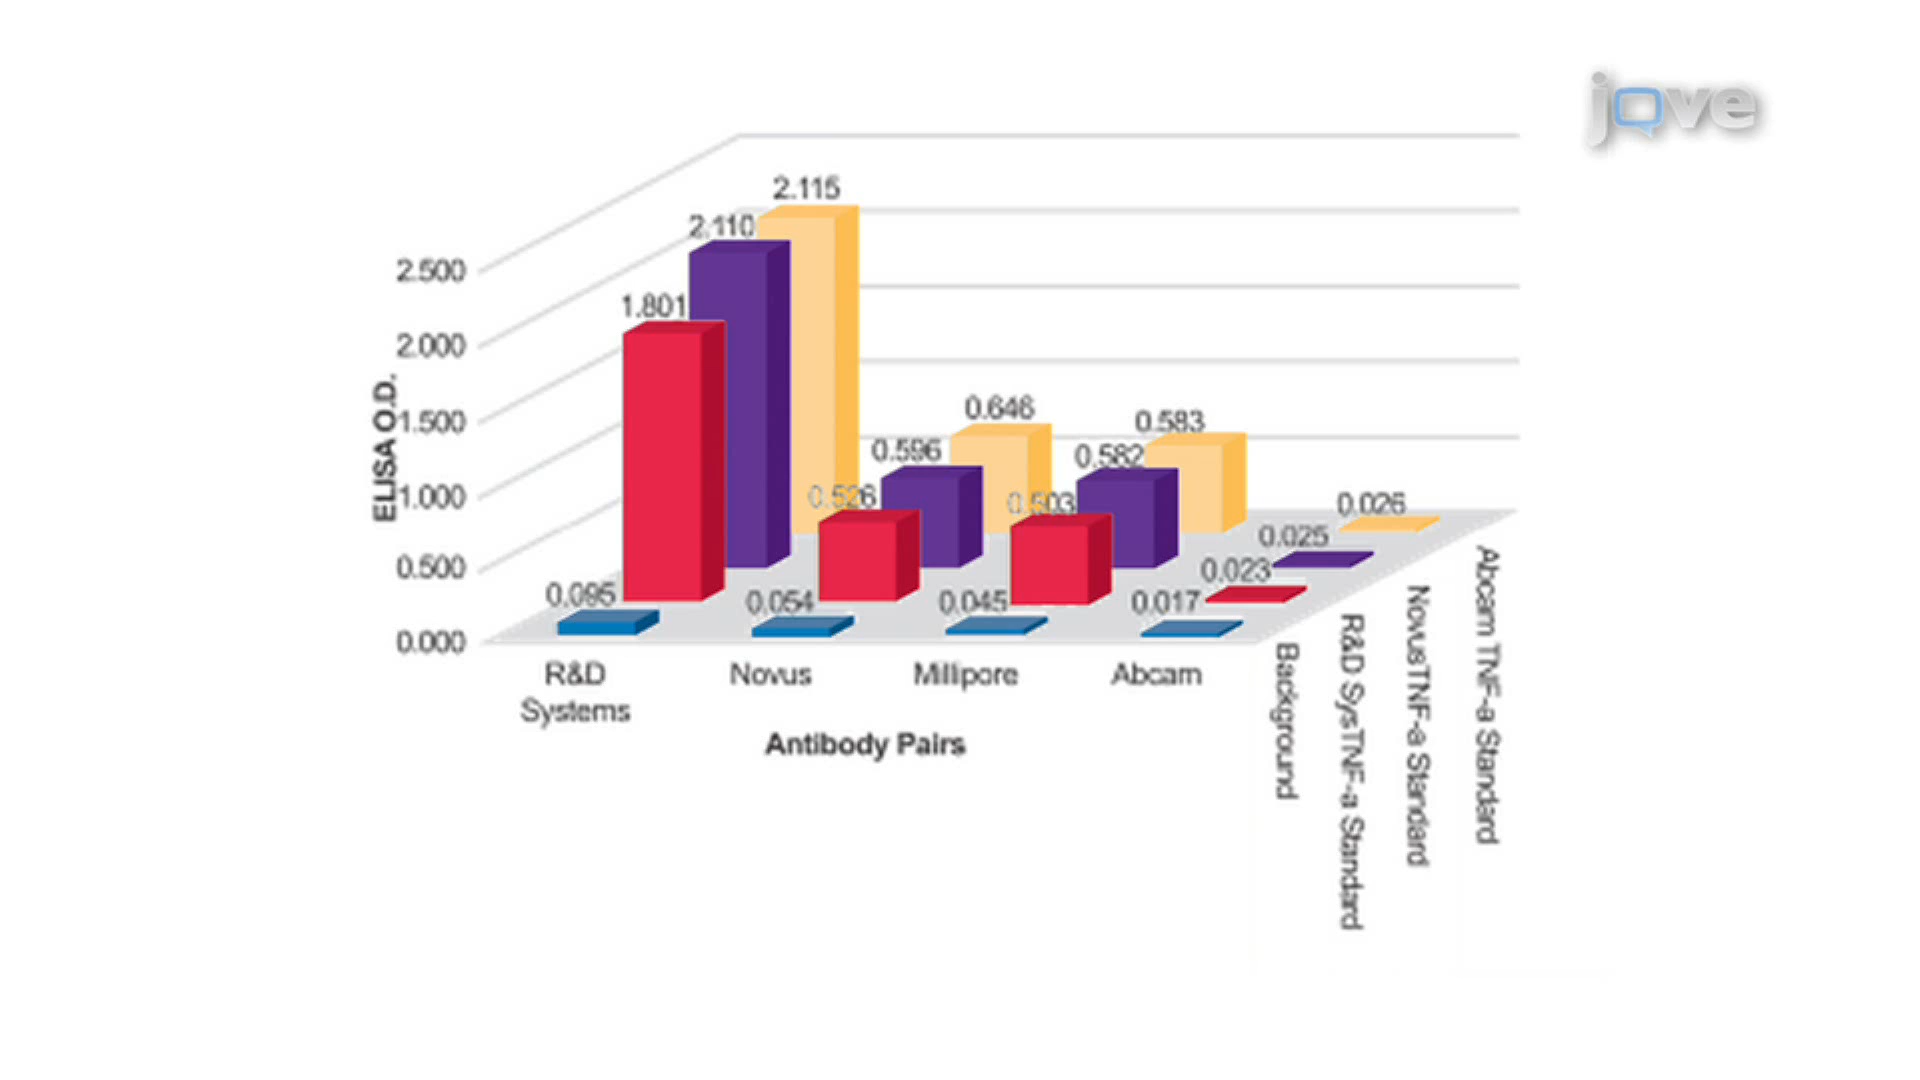 jove
2.115
2.110
1.801
2.500
2.000
1.500
1.000
0.500
0.000
ELISA O.D.
0.646
0.583
0.596
0.582
0.526
0.503
0.026
0.025
0.023
0.095
0.054
0.045
0.017
R&D
Systems
Novus
Millipore
Abcam
Antibody Pairs
Background
R&D SysTNF-a Standard
NovusTNF-a Standard
Abcam TNF-a Standard